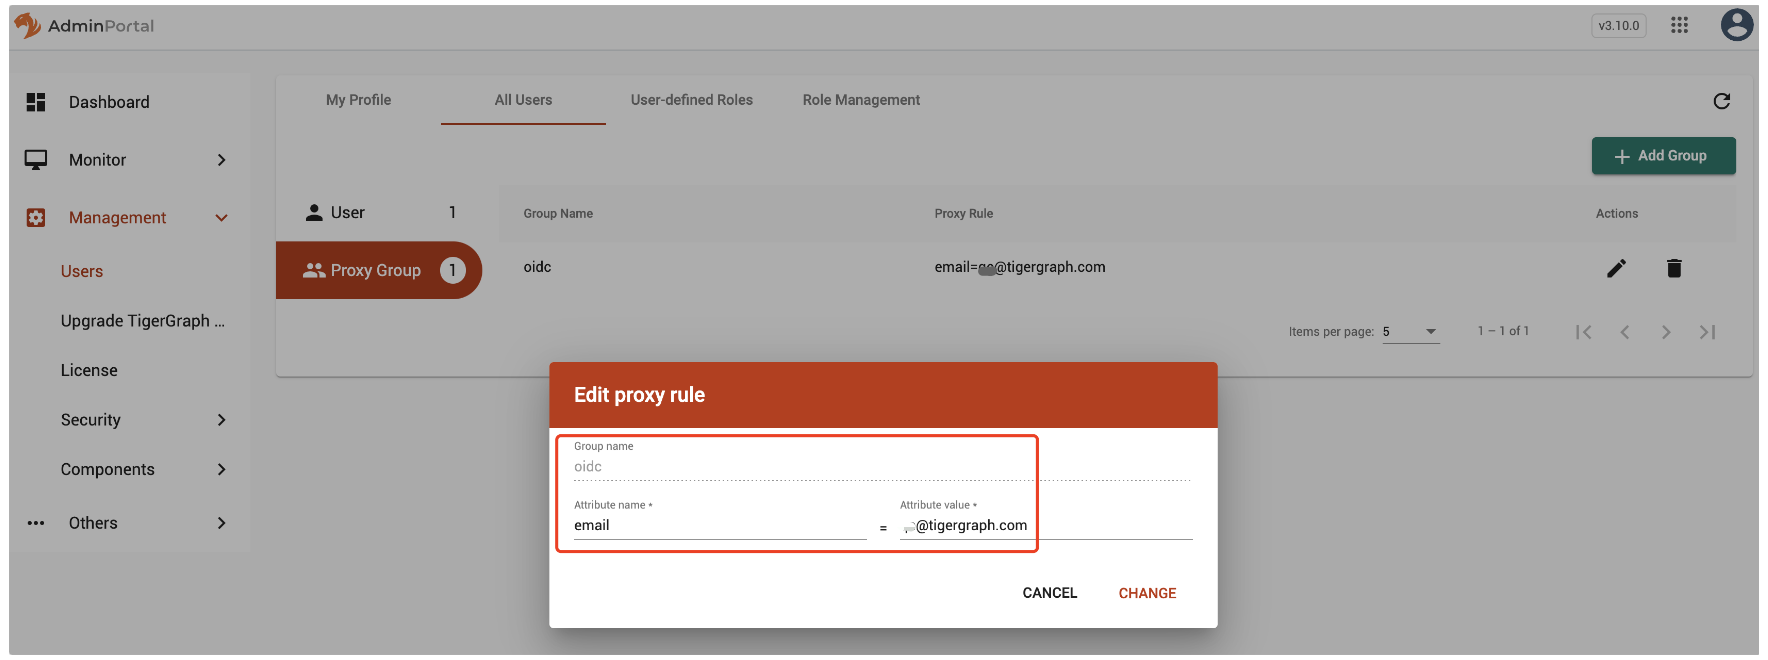 AdminPortal
v3.10.0
Dashboard
Monitor
Management
Users
Upgrade TigerGraph ...
License
Security
Components
Others
My Profile
All Users
User-defined Roles
Role Management
+ Add Group
User 1
Proxy Group 1
Group Name
Proxy Rule
Actions
oidc
email=@tigergraph.com
Items per page: 5
1 – 1 of 1
Edit proxy rule
Group name
oidc
Attribute name *
Attribute value *
email
=
@tigergraph.com
CANCEL
CHANGE